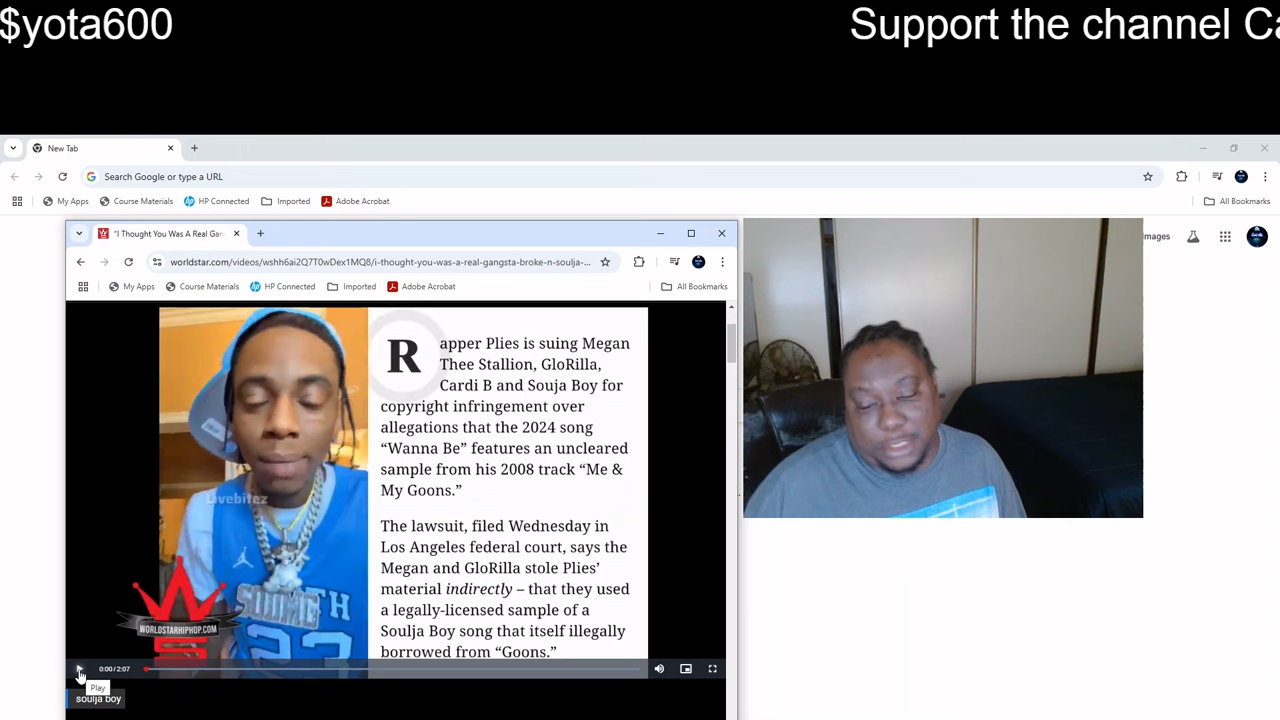 $yota600
Support the channel Ca
New Tab
Search Google or type a URL
My Apps
Course Materials
HP Connected
Imported
Adobe Acrobat
All Bookmarks
"I Thought You Was A Real Gan
worldstar.com/videos/wshh6ai2Q7T0wDex1MQ8/i-thought-you-was-a-real-gangsta-broke-n-soulja-...
My Apps
Course Materials
HP Connected
Imported
Adobe Acrobat
All Bookmarks
images
Rapper Plies is suing Megan
Thee Stallion, GloRilla,
Cardi B and Souja Boy for
copyright infringement over
allegations that the 2024 song
“Wanna Be” features an uncleared
sample from his 2008 track “Me &
My Goons.”
The lawsuit, filed Wednesday in
Los Angeles federal court, says the
Megan and GloRilla stole Plies’
material indirectly – that they used
a legally-licensed sample of a
Soulja Boy song that itself illegally
borrowed from “Goons.”
Livebitez
SODMG
TH
23
WORLDSTARHIPHOP.COM
0:00 / 2:07
Play
soulja boy